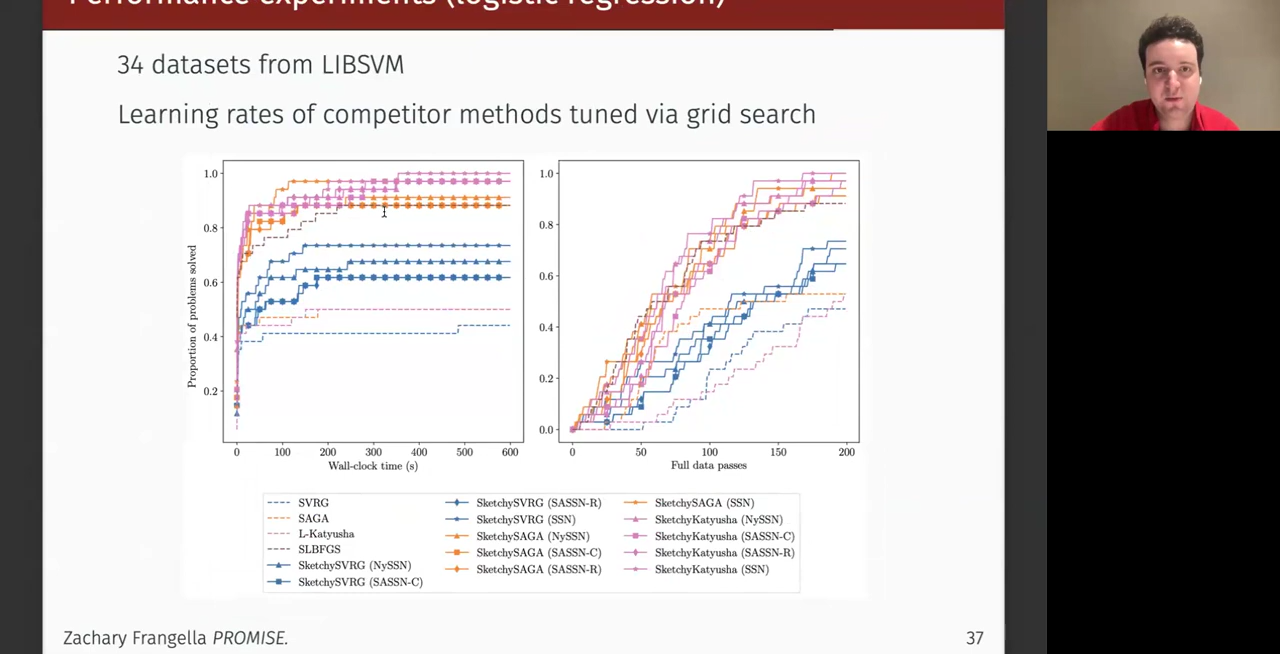 Performance experiments (logistic regression)
34 datasets from LIBSVM
Learning rates of competitor methods tuned via grid search
Proportion of problems solved
1.0
0.8
0.6
0.4
0.2
0
100
200
300
400
500
600
Wall-clock time (s)
1.0
0.8
0.6
0.4
0.2
0.0
0
50
100
150
200
Full data passes
SVRG
SAGA
L-Katyusha
SLBFGS
SketchySVRG (NySSN)
SketchySVRG (SASSN-C)
SketchySVRG (SASSN-R)
SketchySVRG (SSN)
SketchySAGA (NySSN)
SketchySAGA (SASSN-C)
SketchySAGA (SASSN-R)
SketchySAGA (SSN)
SketchyKatyusha (NySSN)
SketchyKatyusha (SASSN-C)
SketchyKatyusha (SASSN-R)
SketchyKatyusha (SSN)
Zachary Frangella PROMISE.
37